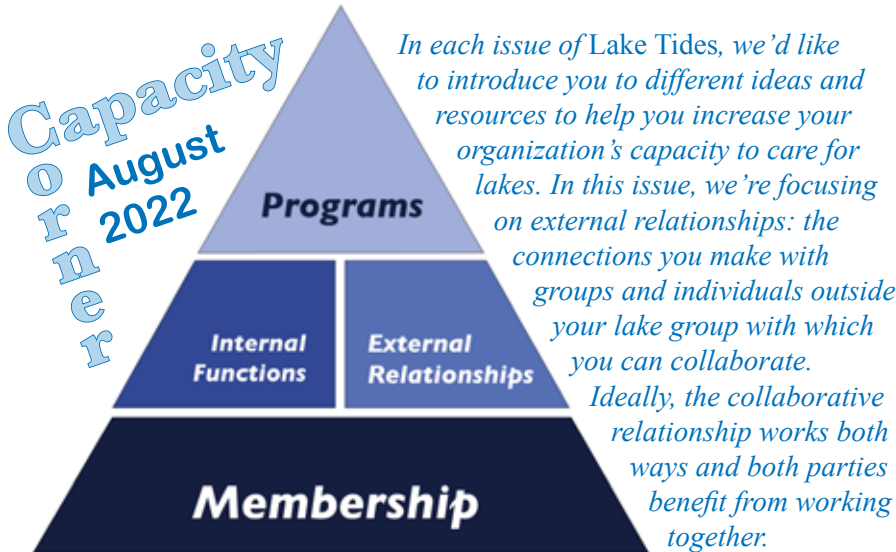 Capacity
Corner
August
2022
In each issue of Lake Tides, we’d like
to introduce you to different ideas and
resources to help you increase your
organization’s capacity to care for
lakes. In this issue, we’re focusing
on external relationships: the
connections you make with
groups and individuals outside
your lake group with which
you can collaborate.
Ideally, the collaborative
relationship works both
ways and both parties
benefit from working
together.
Programs
Internal
Functions
External
Relationships
Membership